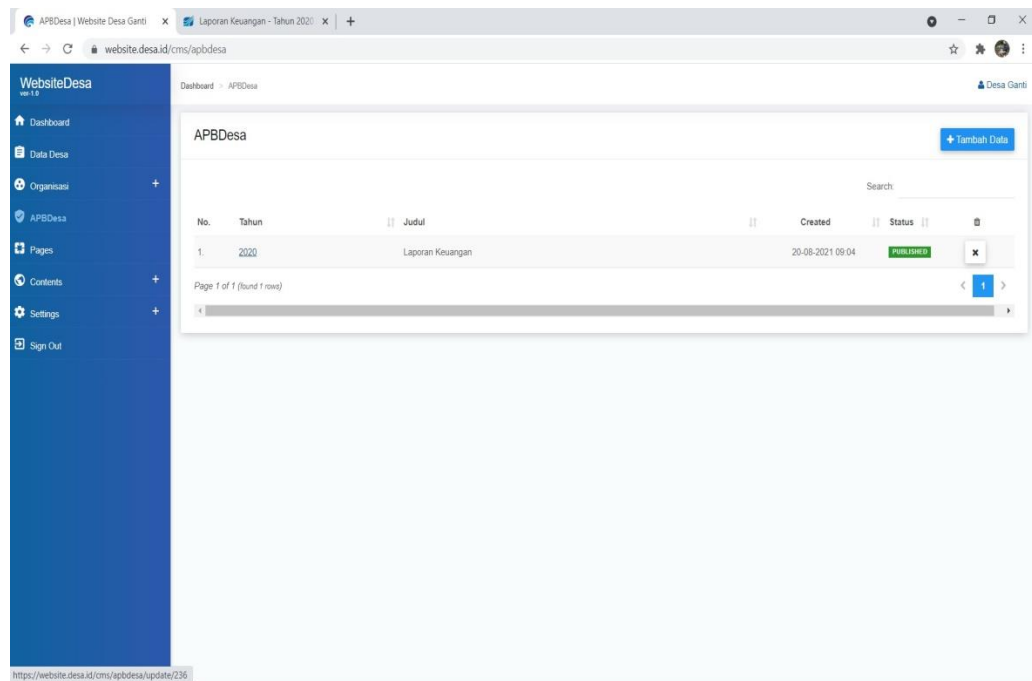 APBDesa | Website Desa Ganti
Laporan Keuangan - Tahun 2020
website.desa.id/cms/apbdesa
WebsiteDesa
ver-1.0
Dashboard > APBDesa
Desa Ganti
Dashboard
Data Desa
Organisasi +
APBDesa
Pages
Contents +
Settings +
Sign Out
APBDesa
+ Tambah Data
Search:
No. Tahun Judul Created Status
1. 2020 Laporan Keuangan 20-08-2021 09:04 PUBLISHED
Page 1 of 1 (found 1 rows)
< 1 >
https://website.desa.id/cms/apbdesa/update/236